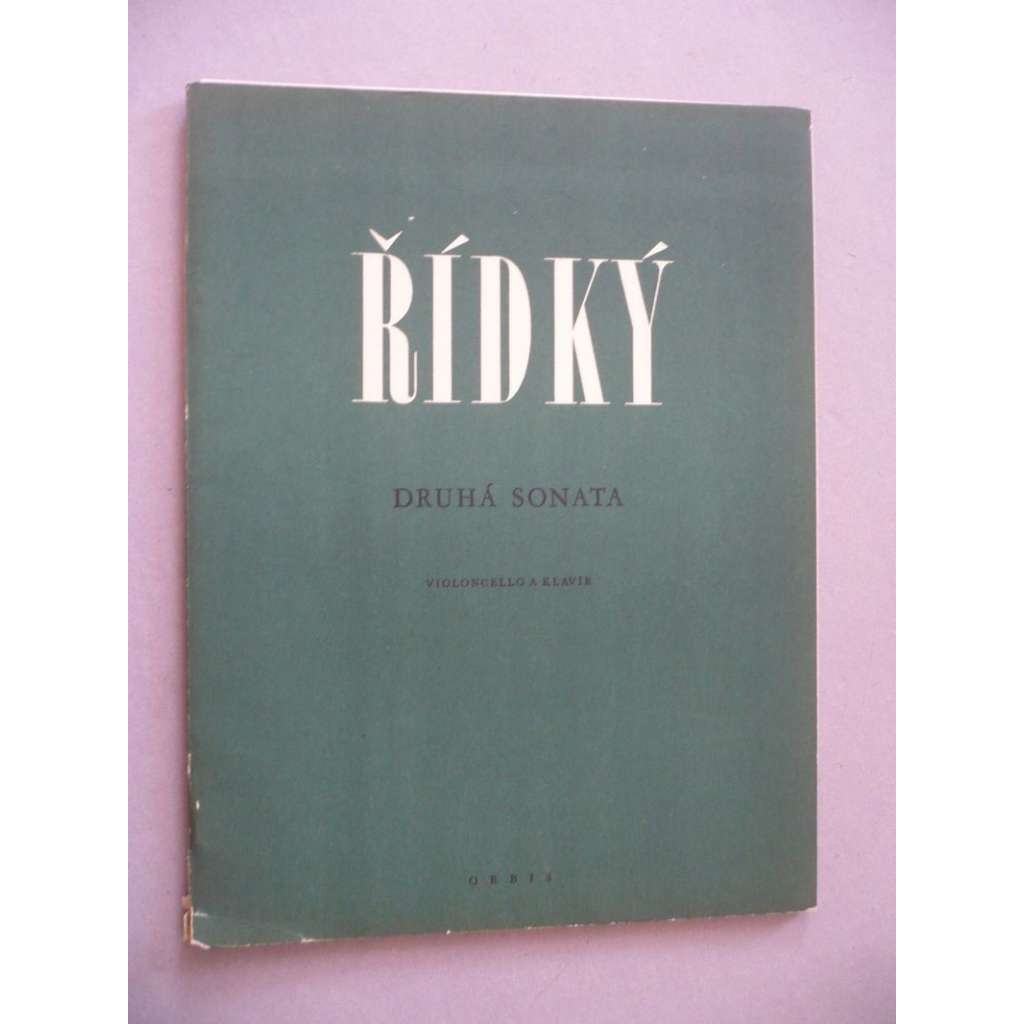 ŘÍDKÝ
DRUHÁ SONATA
VIOLONCELLO A KLAVÍR
ORBIS